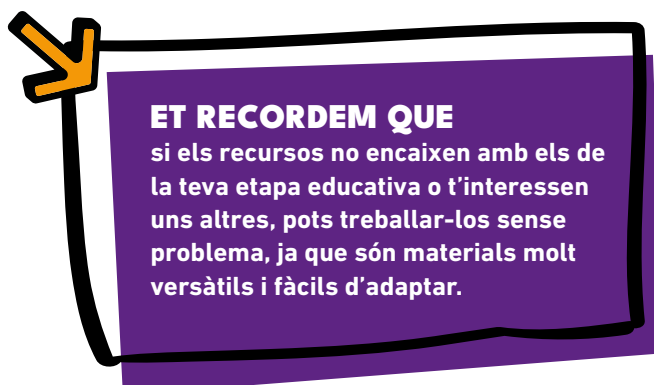 ET RECORDEM QUE
si els recursos no encaixen amb els de
la teva etapa educativa o t'interessen
uns altres, pots treballar-los sense
problema, ja que són materials molt
versàtils i fàcils d'adaptar.